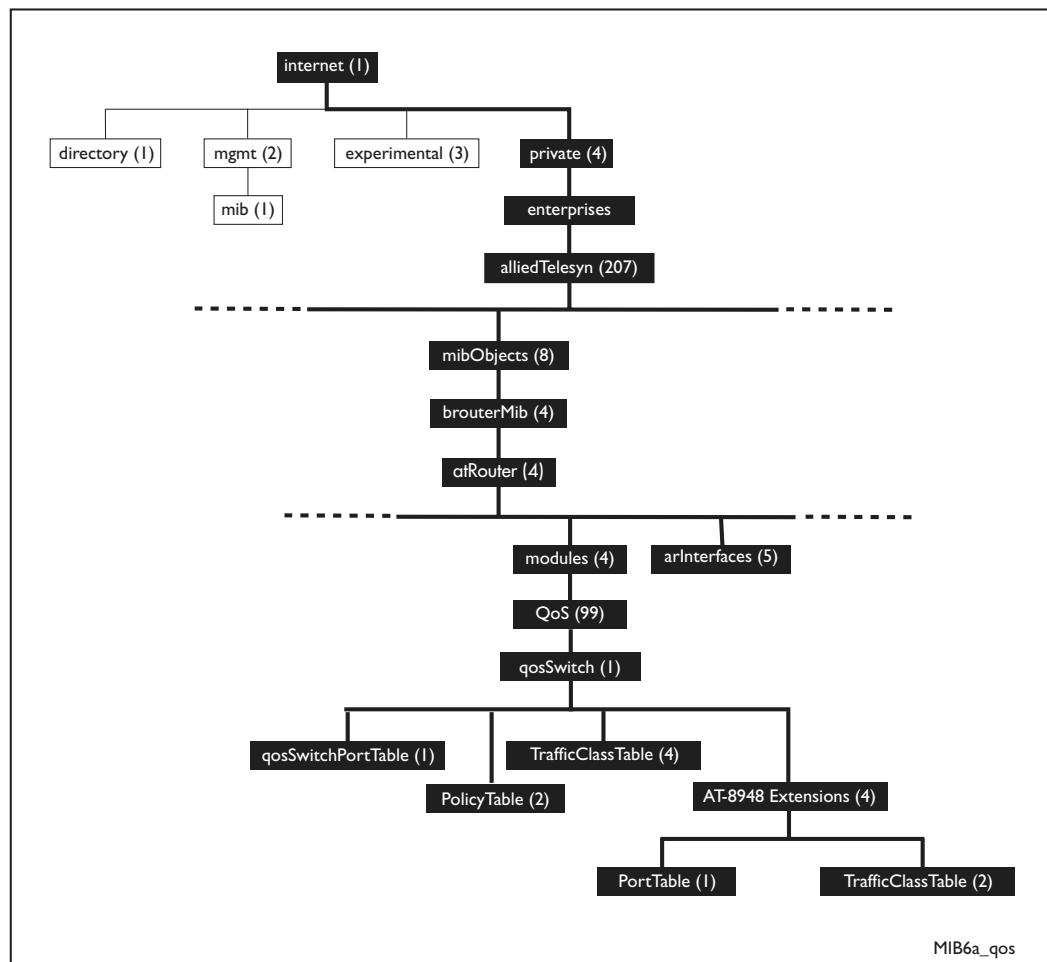 internet (1)
directory (1)
mgmt (2)
experimental (3)
private (4)
mib (1)
enterprises
alliedTelesyn (207)
mibObjects (8)
brouterMib (4)
atRouter (4)
modules (4)
arInterfaces (5)
QoS (99)
qosSwitch (1)
qosSwitchPortTable (1)
TrafficClassTable (4)
PolicyTable (2)
AT-8948 Extensions (4)
PortTable (1)
TrafficClassTable (2)
MIB6a_qos